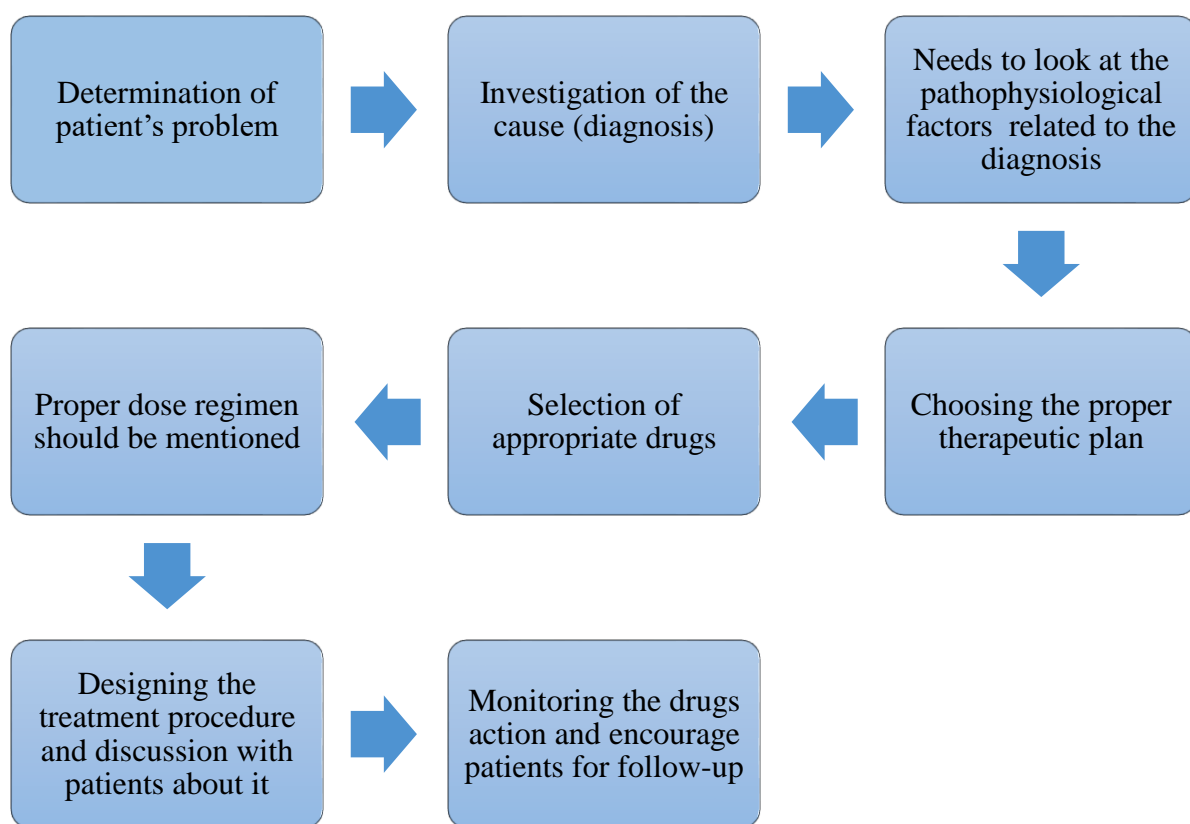 Determination of
patient's problem
Investigation of the
cause (diagnosis)
Needs to look at the
pathophysiological
factors related to the
diagnosis
Choosing the proper
therapeutic plan
Selection of
appropriate drugs
Proper dose regimen
should be mentioned
Designing the
treatment procedure
and discussion with
patients about it
Monitoring the drugs
action and encourage
patients for follow-up